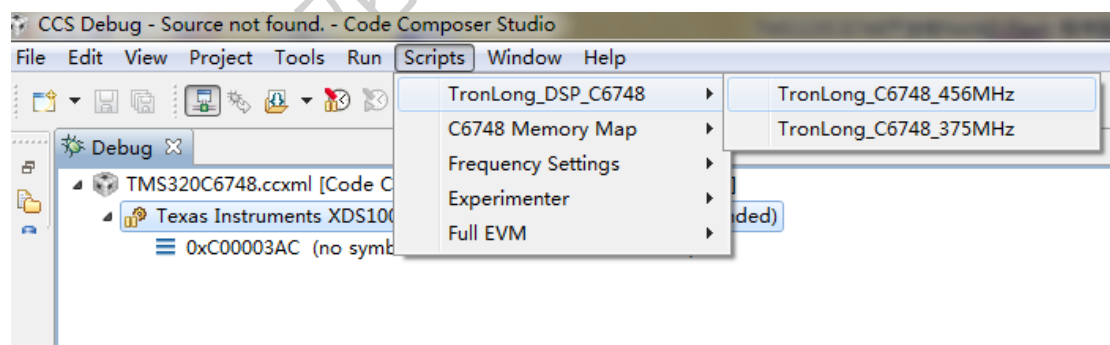 CCS Debug - Source not found. - Code Composer Studio
File Edit View Project Tools Run Scripts Window Help
TronLong_DSP_C6748
TronLong_C6748_456MHz
C6748 Memory Map
TronLong_C6748_375MHz
Debug
Frequency Settings
TMS320C6748.ccxml [Code C
]
Experimenter
Texas Instruments XDS100
ded)
Full EVM
0xC00003AC (no symb